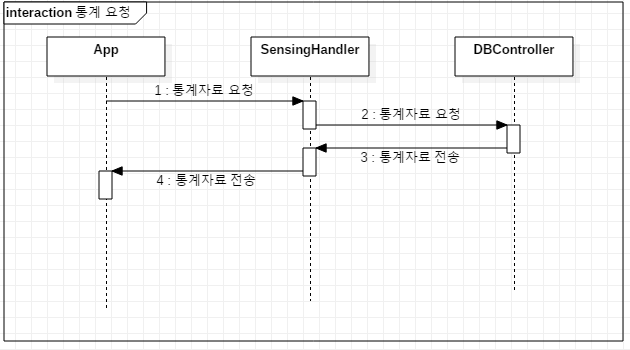 interaction 통계 요청
App
SensingHandler
DBController
1 : 통계자료 요청
2 : 통계자료 요청
3 : 통계자료 전송
4 : 통계자료 전송